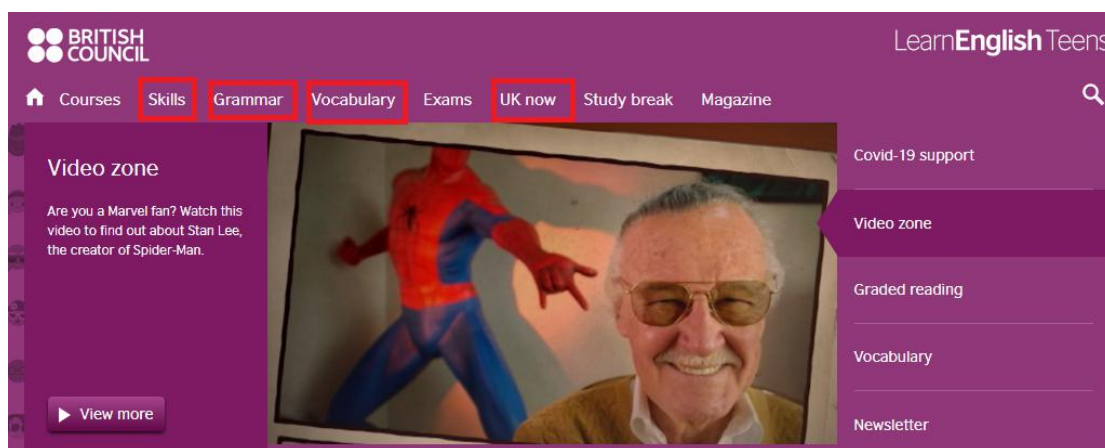 BRITISH
COUNCIL
LearnEnglish Teens
Courses Skills Grammar Vocabulary Exams UK now Study break Magazine
Video zone
Are you a Marvel fan? Watch this
video to find out about Stan Lee,
the creator of Spider-Man.
View more
Covid-19 support
Video zone
Graded reading
Vocabulary
Newsletter